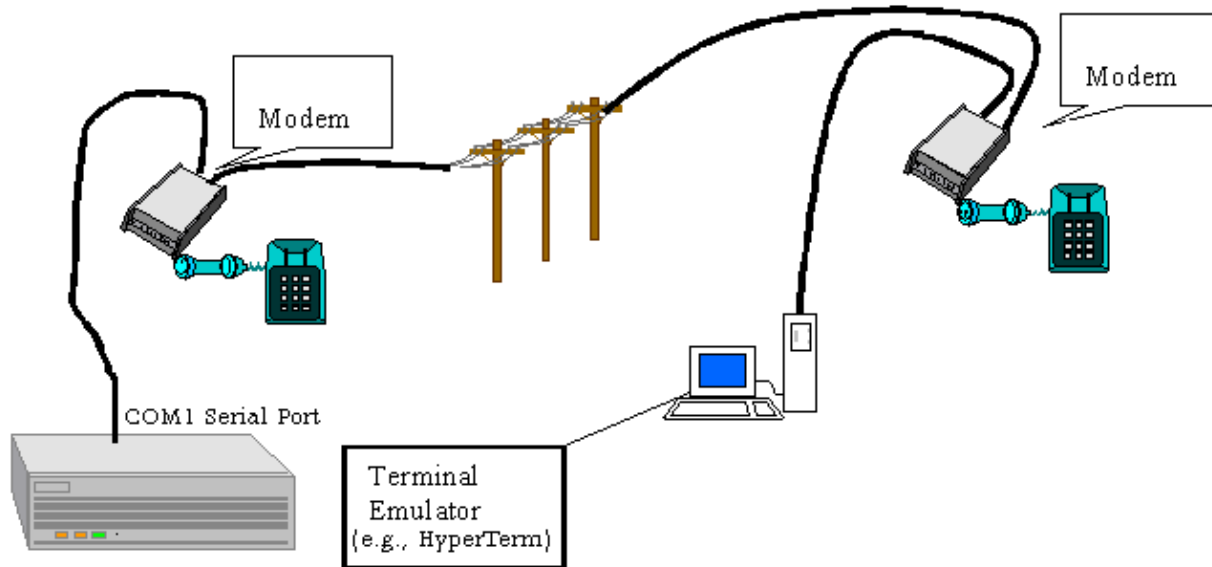 Modem
Modem
COM1 Serial Port
Terminal
Emulator
(e.g., HyperTerm)